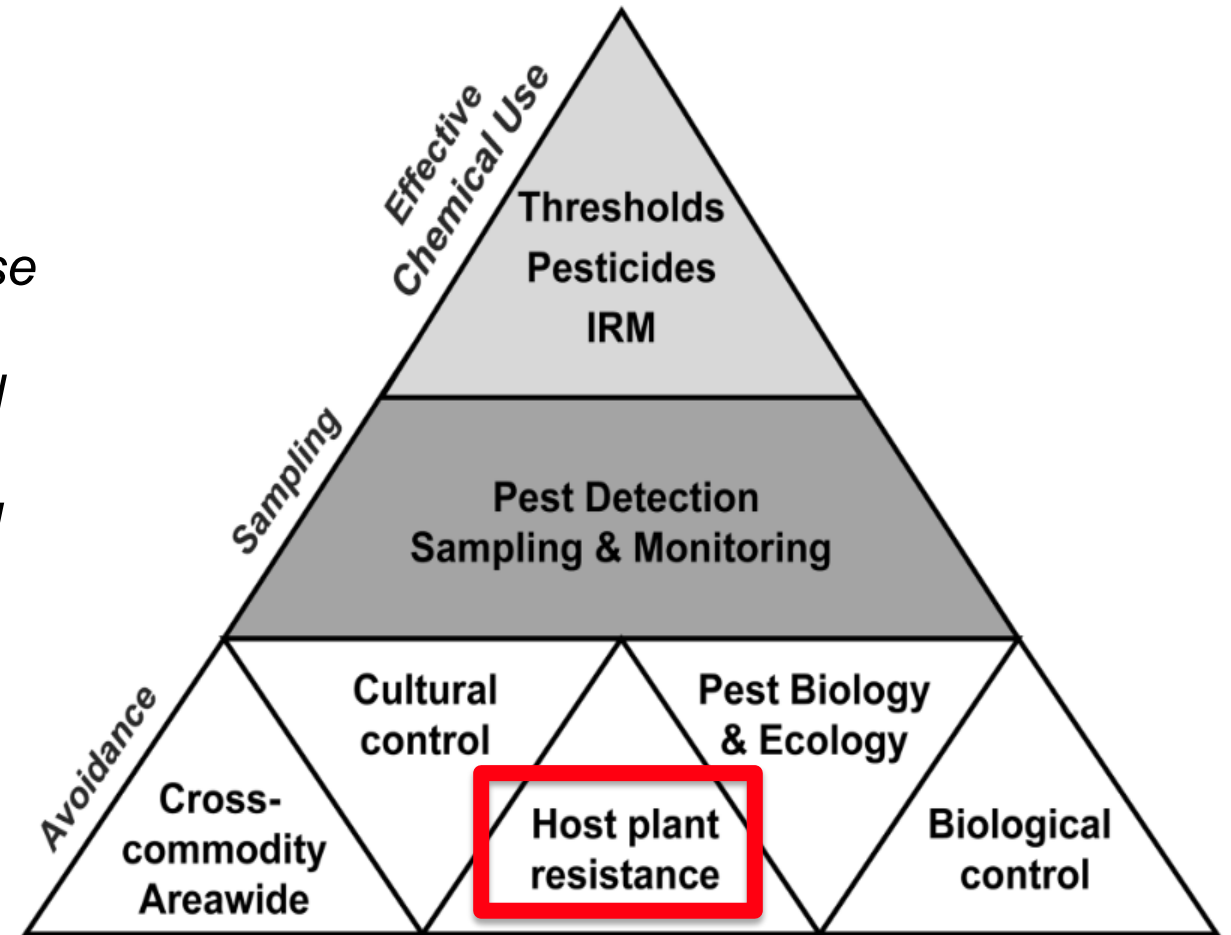 Effective
Chemical Use
Thresholds
Pesticides
IRM
Sampling
Pest Detection
Sampling & Monitoring
Avoidance
Cultural
control
Pest Biology
& Ecology
Cross-
commodity
Areawide
Host plant
resistance
Biological
control